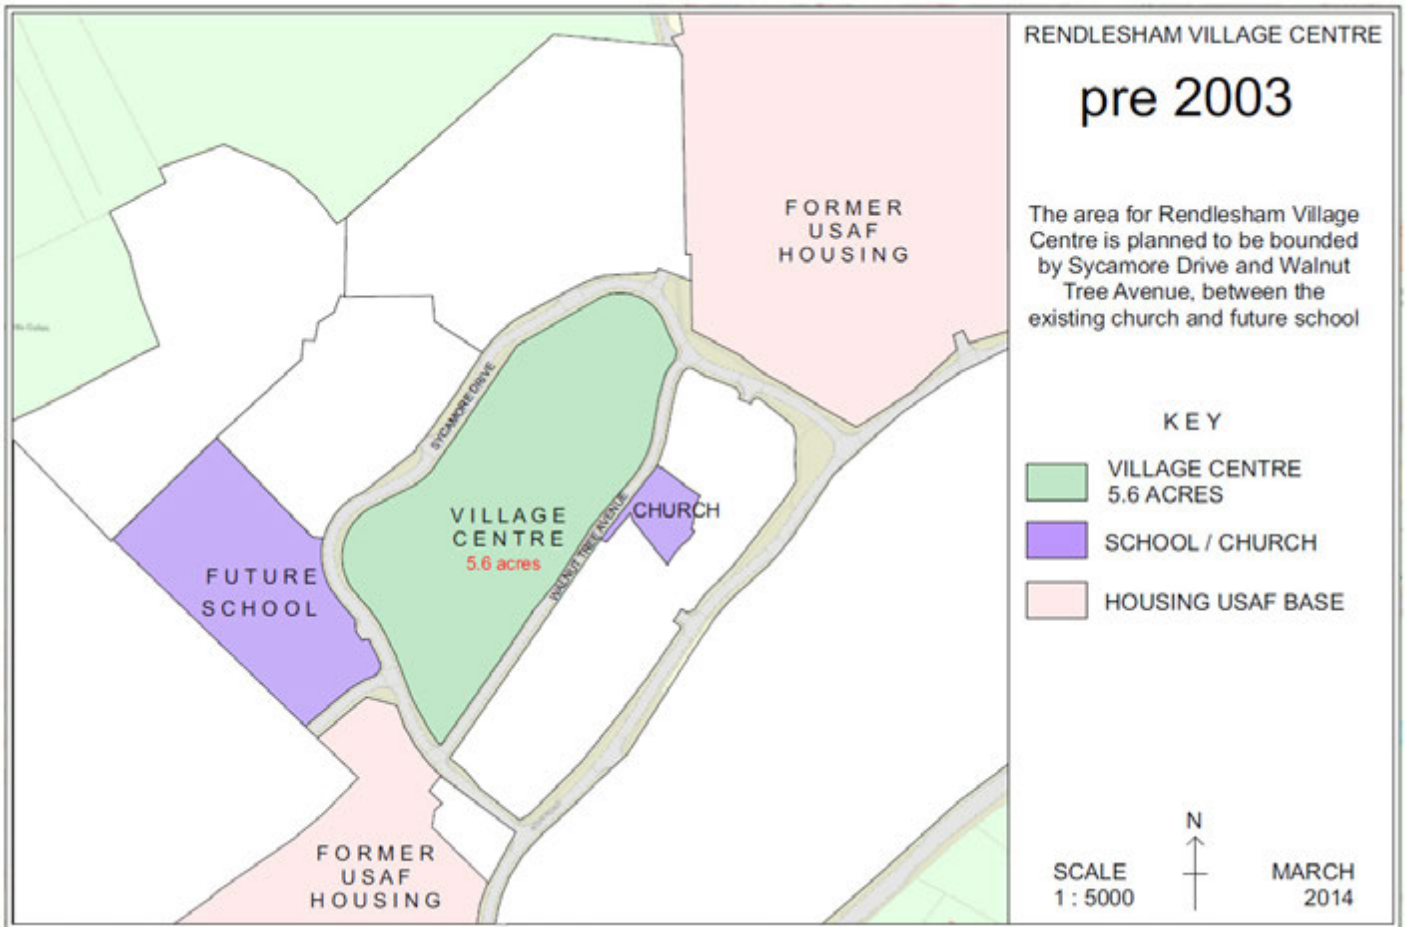 RENDLESHAM VILLAGE CENTRE
pre 2003
The area for Rendlesham Village
Centre is planned to be bounded
by Sycamore Drive and Walnut
Tree Avenue, between the
existing church and future school
KEY
VILLAGE CENTRE
5.6 ACRES
SCHOOL / CHURCH
HOUSING USAF BASE
SCALE
1 : 5000
N
MARCH
2014
FORMER
USAF
HOUSING
SYCAMORE DRIVE
VILLAGE
CENTRE
5.6 acres
WALNUT TREE AVENUE
CHURCH
FUTURE
SCHOOL
FORMER
USAF
HOUSING